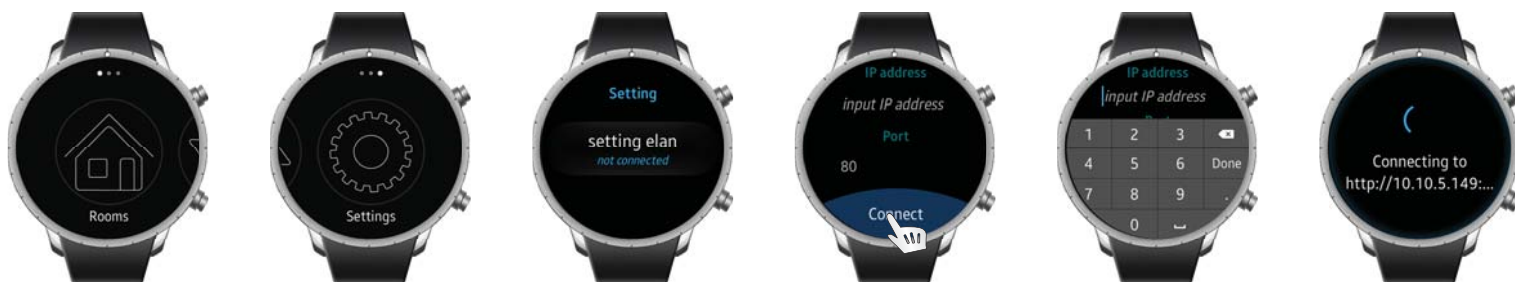 Rooms
Settings
Setting
setting elan
not connected
IP address
input IP address
Port
80
Connect
IP address
input IP address
1 2 3
4 5 6 Done
7 8 9 .
0
Connecting to
http://10.10.5.149:...